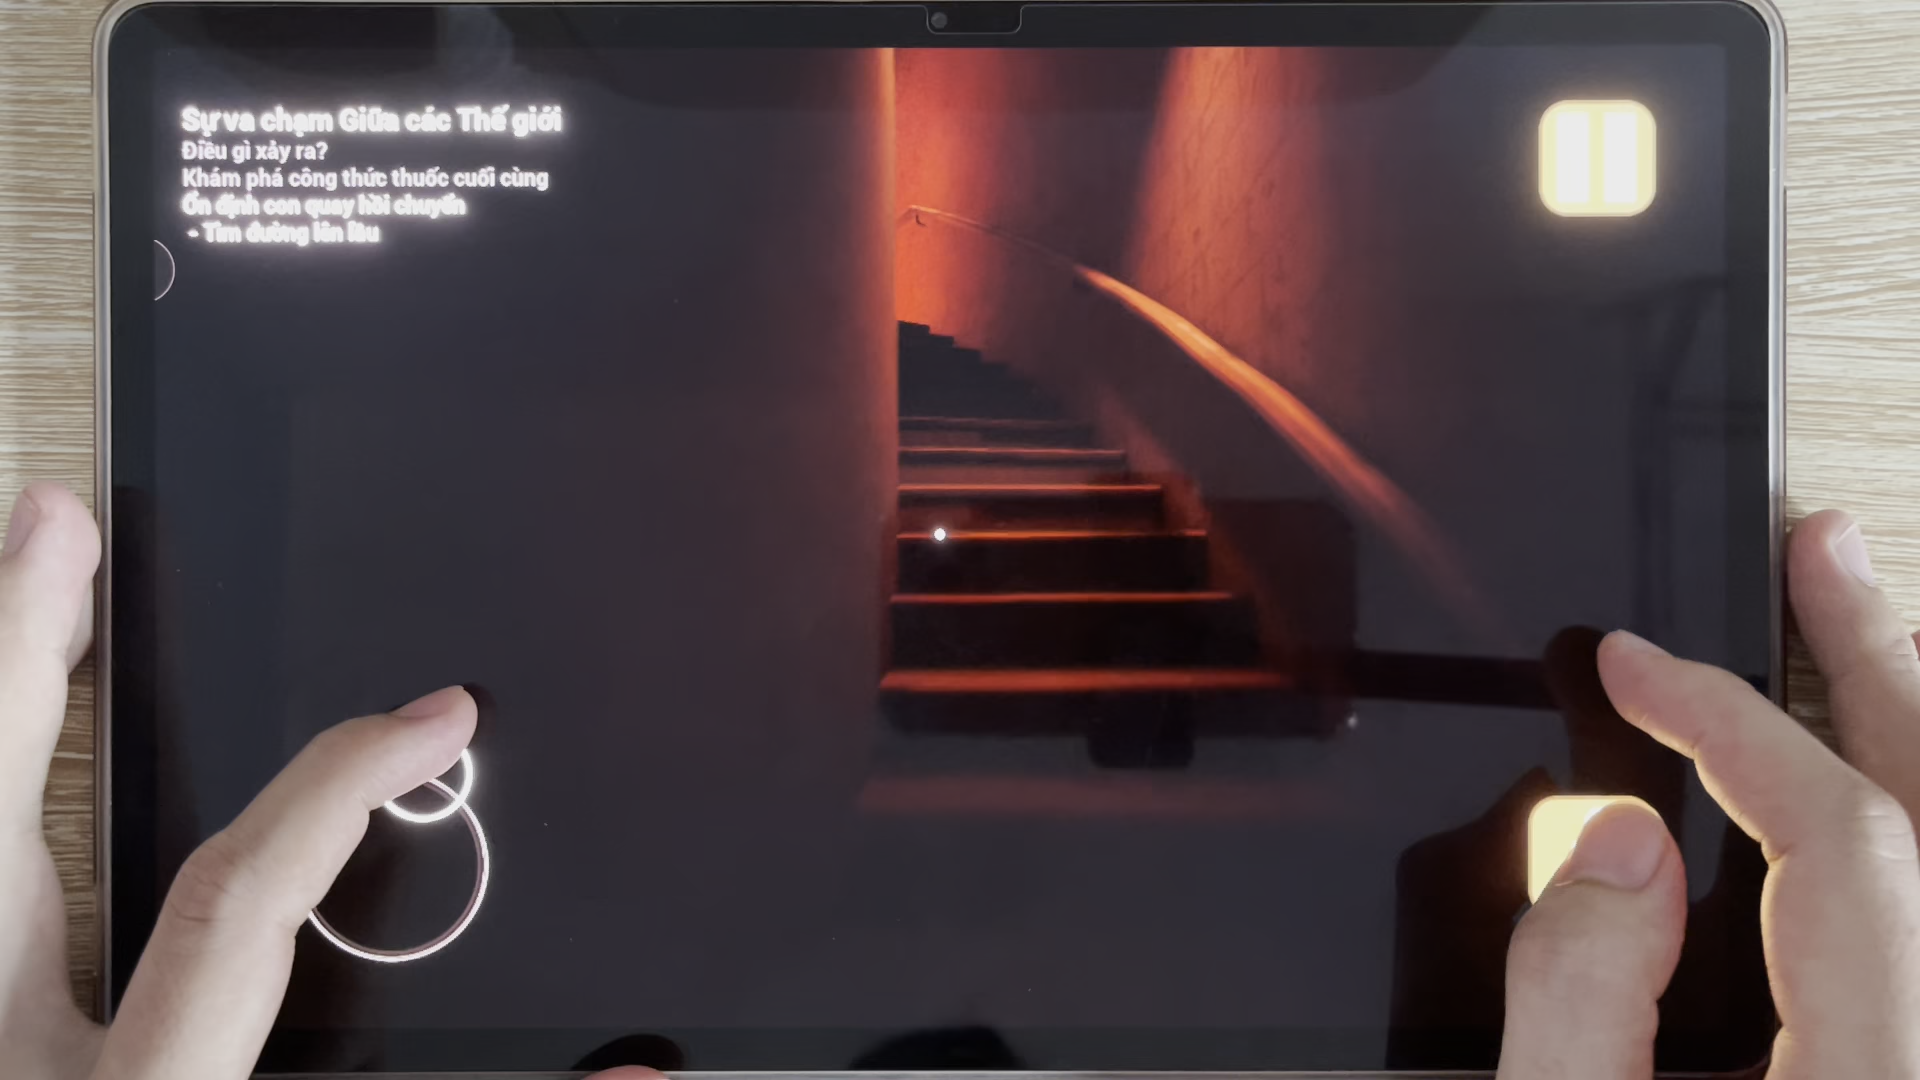 Sự va chạm Giữa các Thế giới
Điều gì xảy ra?
Khám phá công thức thuốc cuối cùng
Ổn định con quay hồi chuyển
- Tìm đường lên lầu